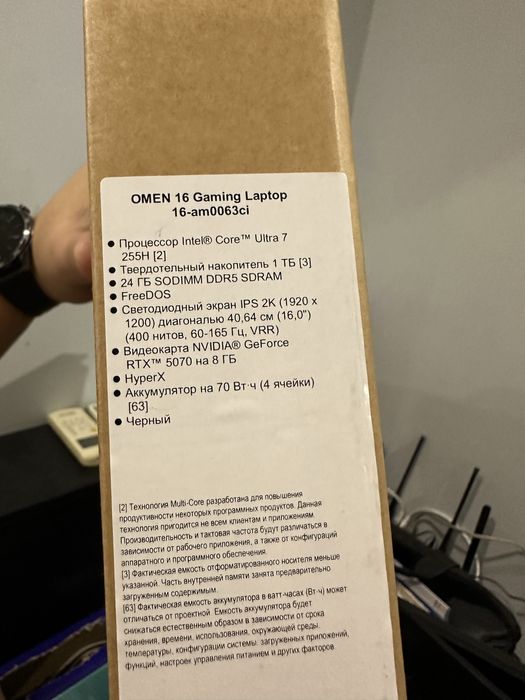 OMEN 16 Gaming Laptop
16-am0063ci
● Процессор Intel® Core™ Ultra 7
255H [2]
● Твердотельный накопитель 1 ТБ [3]
● 24 ГБ SODIMM DDR5 SDRAM
● FreeDOS
● Светодиодный экран IPS 2K (1920 x
1200) диагональю 40,64 см (16,0")
(400 нитов, 60-165 Гц, VRR)
● Видеокарта NVIDIA® GeForce
RTX™ 5070 на 8 ГБ
● HyperX
● Аккумулятор на 70 Вт·ч (4 ячейки)
[63]
● Черный
[2] Технология Multi-Core разработана для повышения
продуктивности некоторых программных продуктов. Данная
технология пригодится не всем клиентам и приложениям.
Производительность и тактовая частота будут различаться в
зависимости от рабочего приложения, а также от конфигураций
аппаратного и программного обеспечения.
[3] Фактическая емкость отформатированного носителя меньше
указанной. Часть внутренней памяти занята предварительно
загруженным содержимым.
[63] Фактическая емкость аккумулятора в ватт-часах (Вт·ч) может
отличаться от проектной. Емкость аккумулятора будет
снижаться естественным образом в зависимости от срока
хранения, времени, использования, окружающей среды,
температуры, конфигурации системы, загруженных приложений,
функций, настроек управления питанием и других факторов.